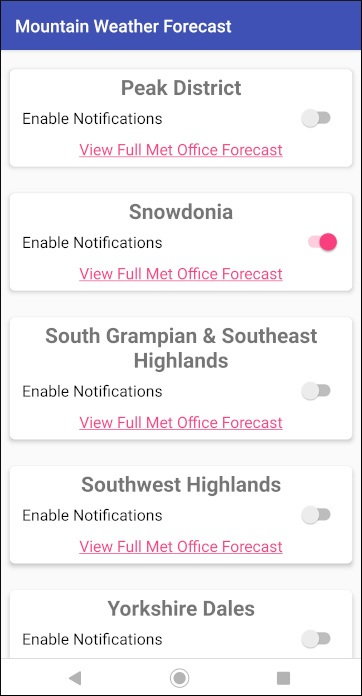 Mountain Weather Forecast
Peak District
Enable Notifications
View Full Met Office Forecast
Snowdonia
Enable Notifications
View Full Met Office Forecast
South Grampian & Southeast
Highlands
Enable Notifications
View Full Met Office Forecast
Southwest Highlands
Enable Notifications
View Full Met Office Forecast
Yorkshire Dales
Enable Notifications